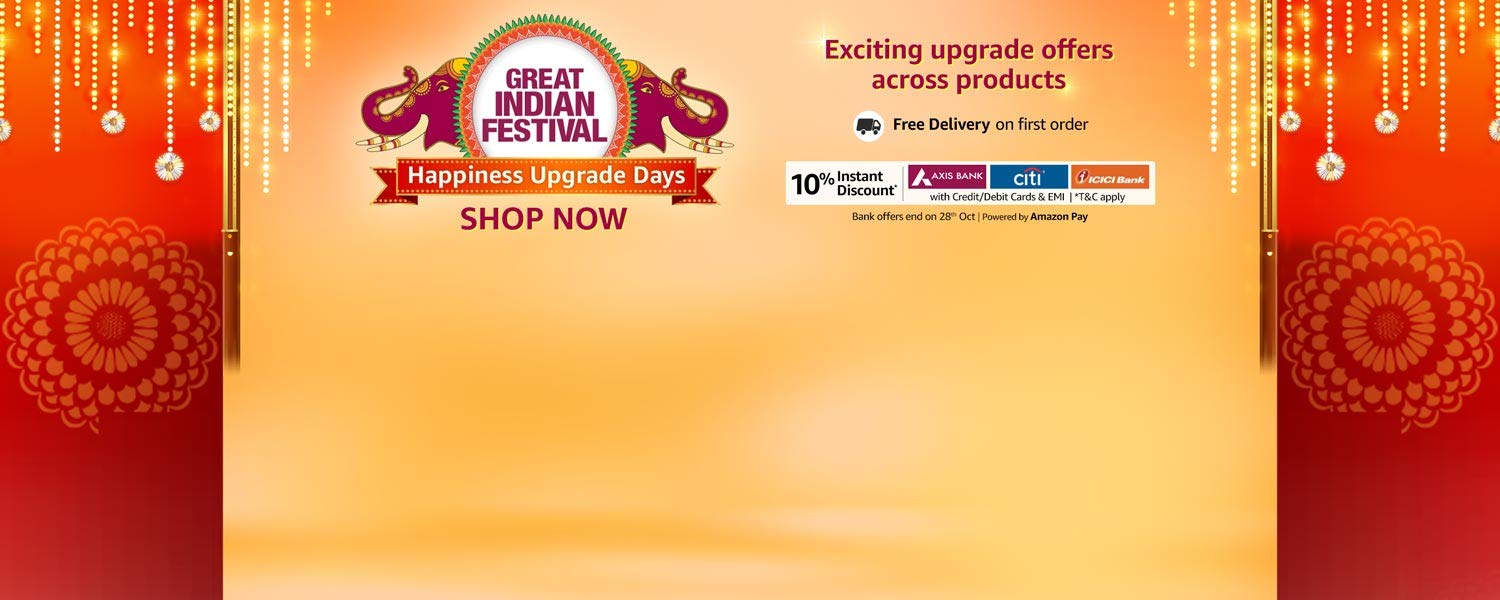 GREAT
INDIAN
FESTIVAL
Happiness Upgrade Days
SHOP NOW
Exciting upgrade offers
across products
Free Delivery on first order
10% Instant
Discount*
AXIS BANK
citi
ICICI Bank
with Credit/Debit Cards & EMI | *T&C apply
Bank offers end on 28th Oct | Powered by Amazon Pay